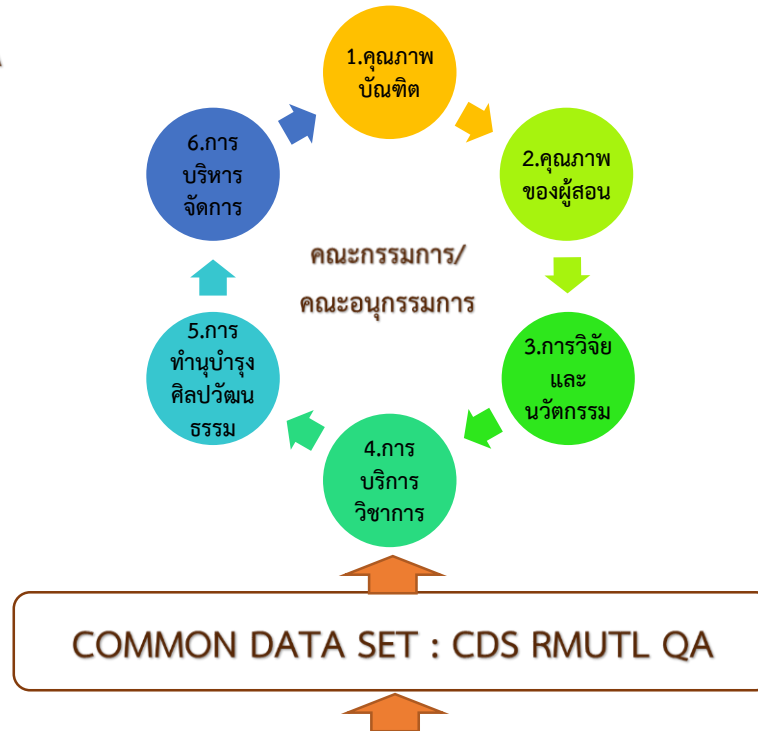 1.คุณภาพ
บัณฑิต
2.คุณภาพ
ของผู้สอน
3.การวิจัย
และ
นวัตกรรม
4.การ
บริการ
วิชาการ
5.การ
ทำนุบำรุง
ศิลปวัฒน
ธรรม
6.การ
บริหาร
จัดการ
คณะกรรมการ/
คณะอนุกรรมการ
COMMON DATA SET : CDS RMUTL QA